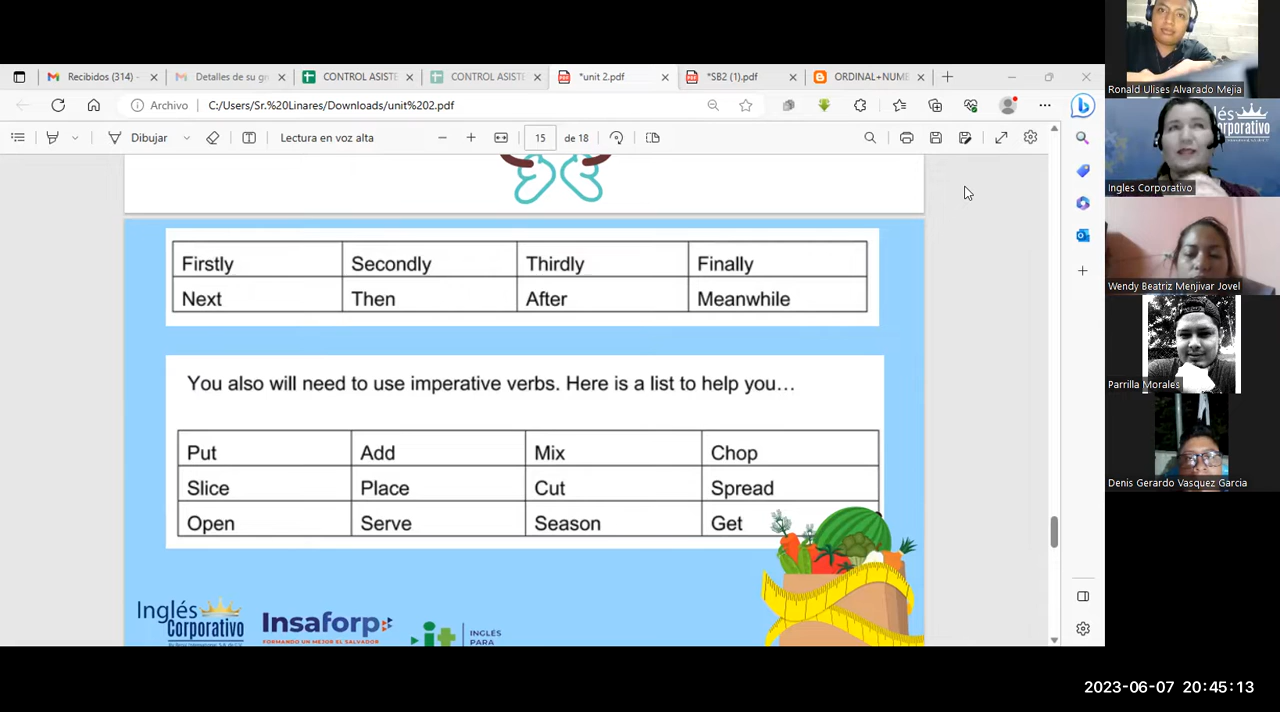 Recibidos (314) -
Detalles de su gr
CONTROL ASISTE
CONTROL ASISTE
*unit 2.pdf
*SB2 (1).pdf
ORDINAL+NUME
Archivo
C:/Users/Sr.%20Linares/Downloads/unit%202.pdf
Dibujar
Lectura en voz alta
15
de 18
Firstly Secondly Thirdly Finally
Next Then After Meanwhile
You also will need to use imperative verbs. Here is a list to help you…
Put Add Mix Chop
Slice Place Cut Spread
Open Serve Season Get
Inglés
Corporativo
Insaforp
FORMANDO UN MEJOR EL SALVADOR
it
INGLÉS
PARA
Ronald Ulises Alvarado Mejia
Ingles Corporativo
Wendy Beatriz Menjivar Jovel
Parrilla Morales
Denis Gerardo Vasquez Garcia
2023-06-07 20:45:13